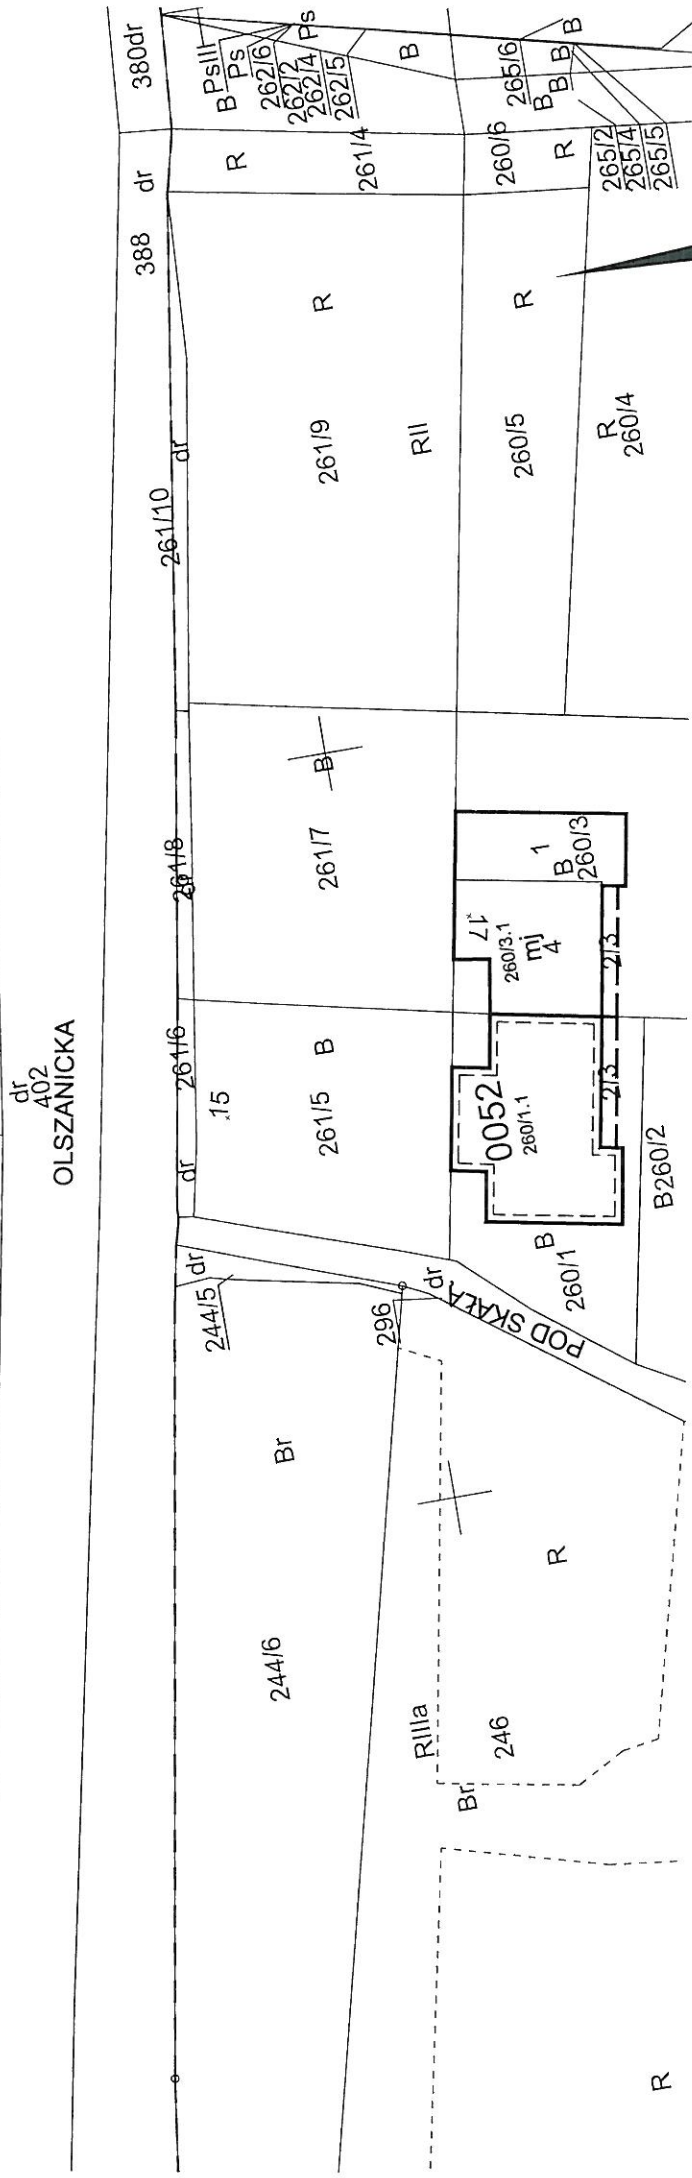 dr
402
OLSZANICKA
380dr
dr
388
B
PsIII
Ps
262/6
262/2
262/4
262/5
Ps
B
265/6
B
B
B
B
R
261/4
260/6
R
265/2
265/4
265/5
261/10
dr
R
261/9
RII
R
260/5
R
260/4
261/8
B
261/7
1
B
260/3
17
260/3.1
mj
4
2/3
261/6
15
dr
B
261/5
0052
260/1.1
2/3
B
260/1
B260/2
dr
244/5
296
dr
POD SKAŁĄ
Br
244/6
R
RIIIa
246
Br
R